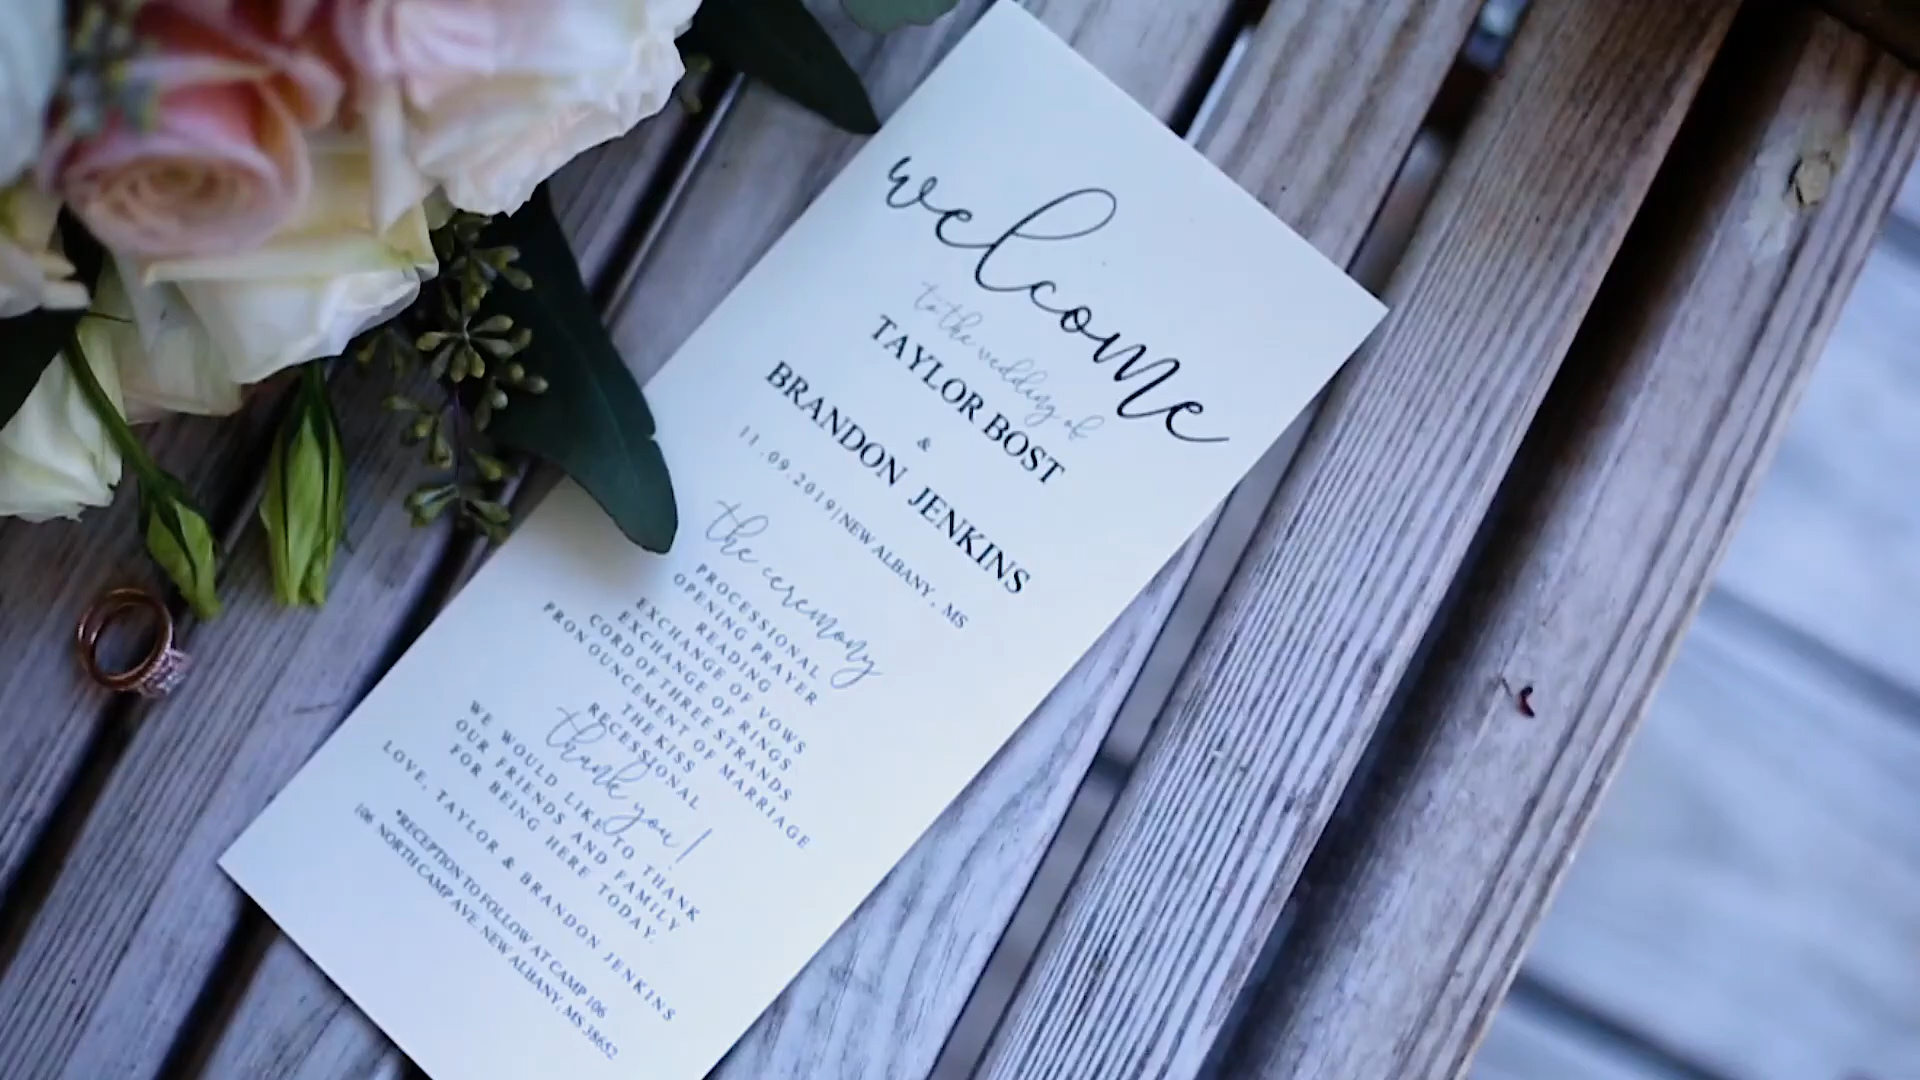 welcome
to the wedding of
TAYLOR BOST
&
BRANDON JENKINS
11.09.2019 | NEW ALBANY, MS
the ceremony
PROCESSIONAL
OPENING PRAYER
READING
EXCHANGE OF VOWS
EXCHANGE OF RINGS
CORD OF THREE STRANDS
PRONOUNCEMENT OF MARRIAGE
THE KISS
RECESSIONAL
thank you!
WE WOULD LIKE TO THANK
OUR FRIENDS AND FAMILY
FOR BEING HERE TODAY.
LOVE, TAYLOR & BRANDON JENKINS
*RECEPTION TO FOLLOW AT CAMP 106
106 NORTH CAMP AVE. NEW ALBANY, MS 38652